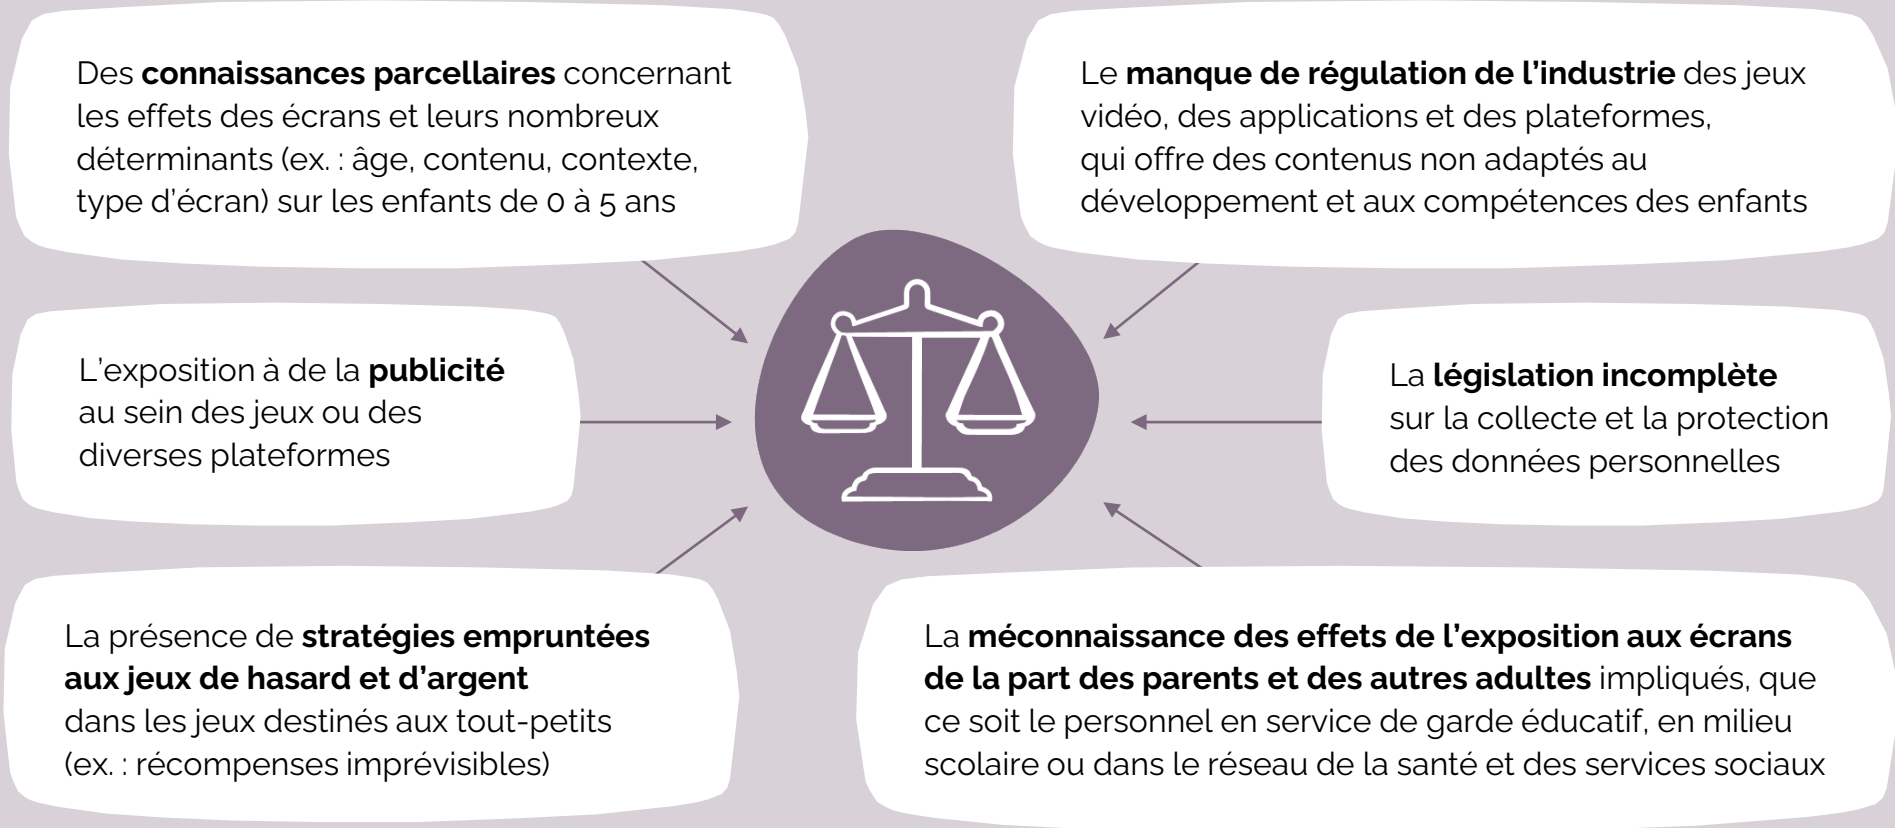 Des connaissances parcellaires concernant
les effets des écrans et leurs nombreux
déterminants (ex. : âge, contenu, contexte,
type d'écran) sur les enfants de 0 à 5 ans
Le manque de régulation de l'industrie des jeux
vidéo, des applications et des plateformes,
qui offre des contenus non adaptés au
développement et aux compétences des enfants
L'exposition à de la publicité
au sein des jeux ou des
diverses plateformes
La législation incomplète
sur la collecte et la protection
des données personnelles
La présence de stratégies empruntées
aux jeux de hasard et d'argent
dans les jeux destinés aux tout-petits
(ex. : récompenses imprévisibles)
La méconnaissance des effets de l'exposition aux écrans
de la part des parents et des autres adultes impliqués, que
ce soit le personnel en service de garde éducatif, en milieu
scolaire ou dans le réseau de la santé et des services sociaux